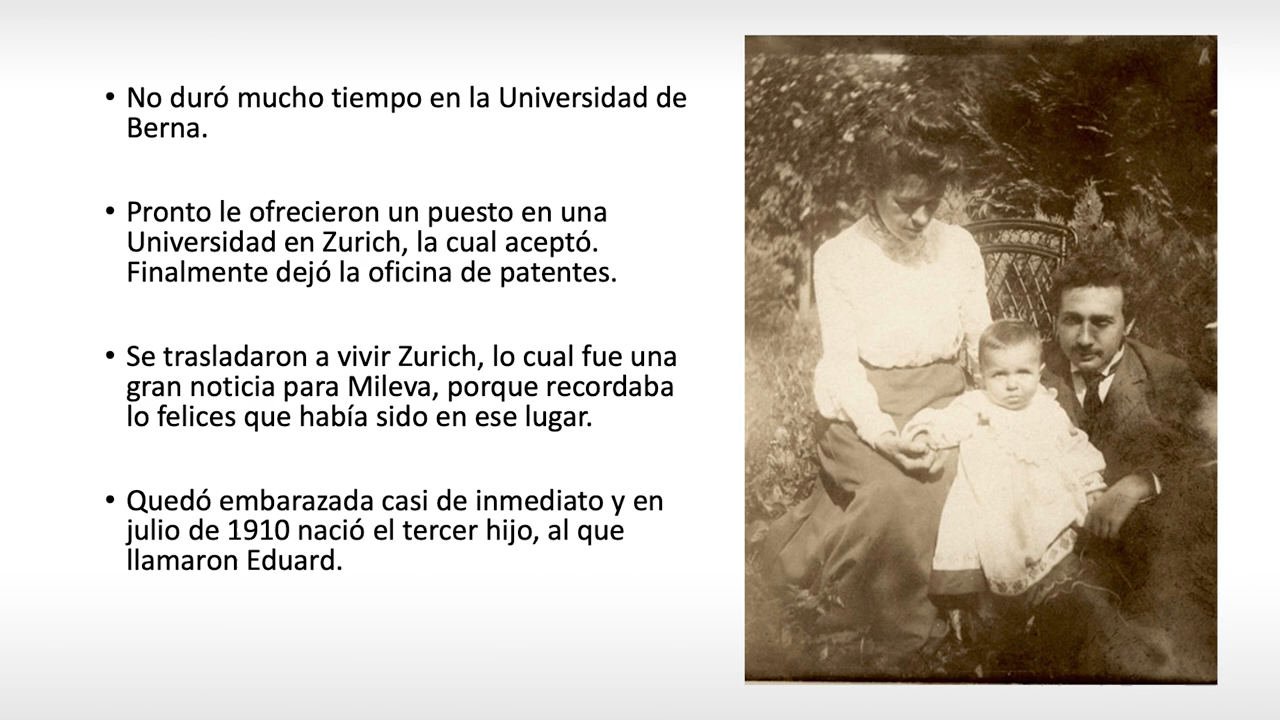 • No duró mucho tiempo en la Universidad de
Berna.
• Pronto le ofrecieron un puesto en una
Universidad en Zurich, la cual aceptó.
Finalmente dejó la oficina de patentes.
• Se trasladaron a vivir Zurich, lo cual fue una
gran noticia para Mileva, porque recordaba
lo felices que había sido en ese lugar.
• Quedó embarazada casi de inmediato y en
julio de 1910 nació el tercer hijo, al que
llamaron Eduard.